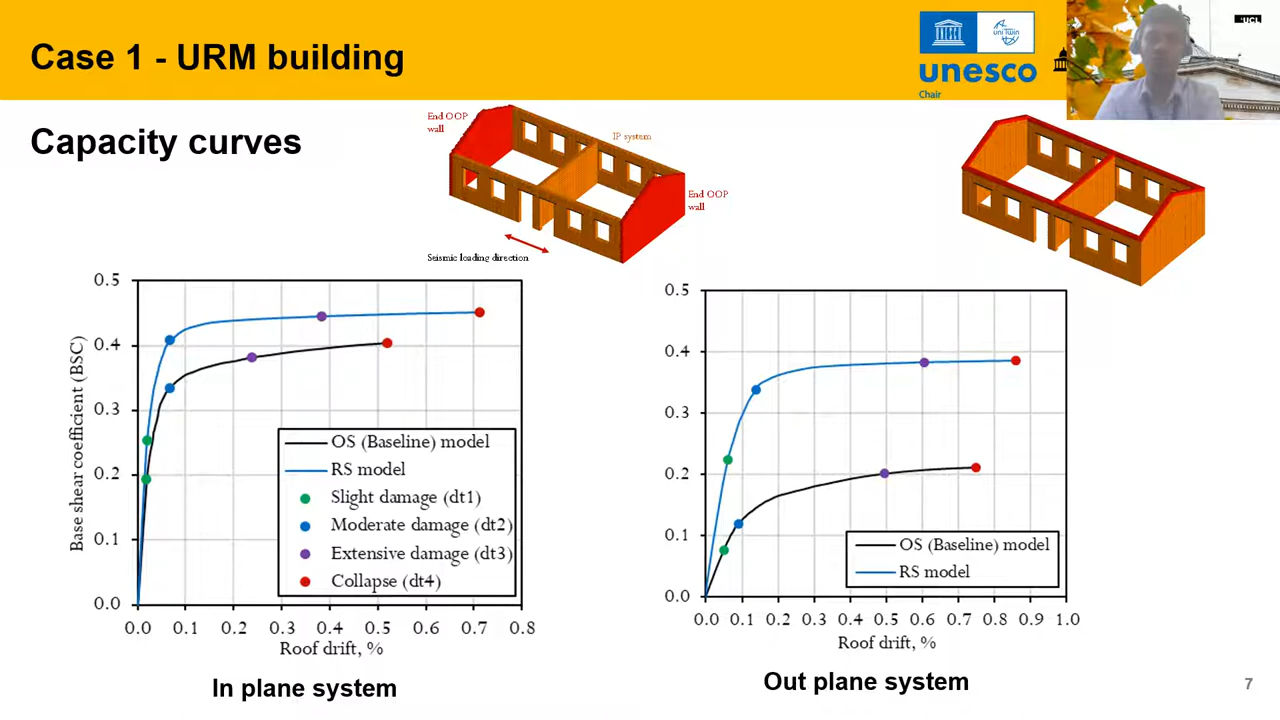 Case 1 - URM building
UNI TWIN
unesco
Chair
UCL
Capacity curves
End OOP
wall
IP system
End OOP
wall
Seismic loading direction
0.5
0.4
0.3
0.2
0.1
0.0
Base shear coefficient (BSC)
OS (Baseline) model
RS model
Slight damage (dt1)
Moderate damage (dt2)
Extensive damage (dt3)
Collapse (dt4)
0.0 0.1 0.2 0.3 0.4 0.5 0.6 0.7 0.8
Roof drift, %
In plane system
0.5
0.4
0.3
0.2
0.1
0.0
OS (Baseline) model
RS model
0.0 0.1 0.2 0.3 0.4 0.5 0.6 0.7 0.8 0.9 1.0
Roof drift, %
Out plane system
7